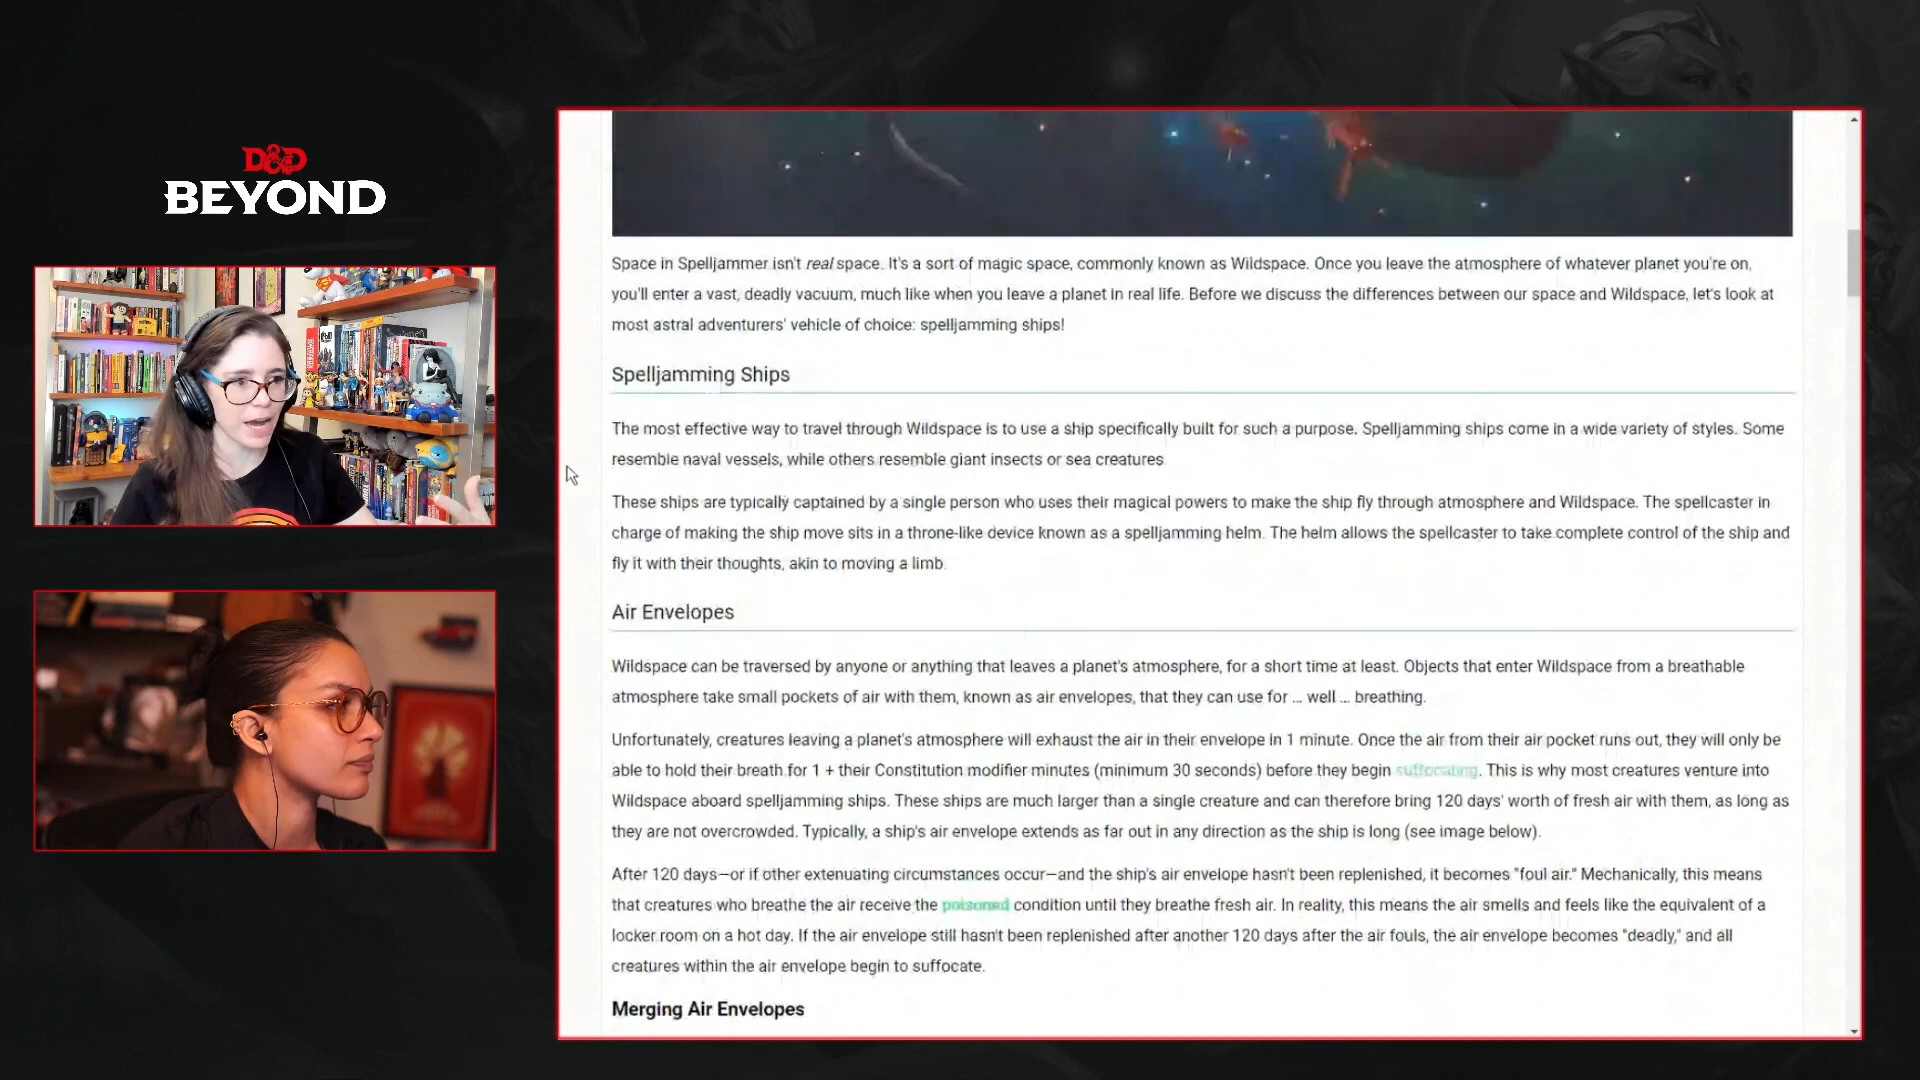 D&D
BEYOND
Space in Spelljammer isn't real space. It's a sort of magic space, commonly known as Wildspace. Once you leave the atmosphere of whatever planet you're on,
you'll enter a vast, deadly vacuum, much like when you leave a planet in real life. Before we discuss the differences between our space and Wildspace, let's look at
most astral adventurers' vehicle of choice: spelljamming ships!
Spelljamming Ships
The most effective way to travel through Wildspace is to use a ship specifically built for such a purpose. Spelljamming ships come in a wide variety of styles. Some
resemble naval vessels, while others resemble giant insects or sea creatures
These ships are typically captained by a single person who uses their magical powers to make the ship fly through atmosphere and Wildspace. The spellcaster in
charge of making the ship move sits in a throne-like device known as a spelljamming helm. The helm allows the spellcaster to take complete control of the ship and
fly it with their thoughts, akin to moving a limb.
Air Envelopes
Wildspace can be traversed by anyone or anything that leaves a planet's atmosphere, for a short time at least. Objects that enter Wildspace from a breathable
atmosphere take small pockets of air with them, known as air envelopes, that they can use for ... well ... breathing.
Unfortunately, creatures leaving a planet's atmosphere will exhaust the air in their envelope in 1 minute. Once the air from their air pocket runs out, they will only be
able to hold their breath for 1 + their Constitution modifier minutes (minimum 30 seconds) before they begin suffocating. This is why most creatures venture into
Wildspace aboard spelljamming ships. These ships are much larger than a single creature and can therefore bring 120 days' worth of fresh air with them, as long as
they are not overcrowded. Typically, a ship's air envelope extends as far out in any direction as the ship is long (see image below).
After 120 days—or if other extenuating circumstances occur—and the ship's air envelope hasn't been replenished, it becomes "foul air." Mechanically, this means
that creatures who breathe the air receive the poisoned condition until they breathe fresh air. In reality, this means the air smells and feels like the equivalent of a
locker room on a hot day. If the air envelope still hasn't been replenished after another 120 days after the air fouls, the air envelope becomes "deadly," and all
creatures within the air envelope begin to suffocate.
Merging Air Envelopes